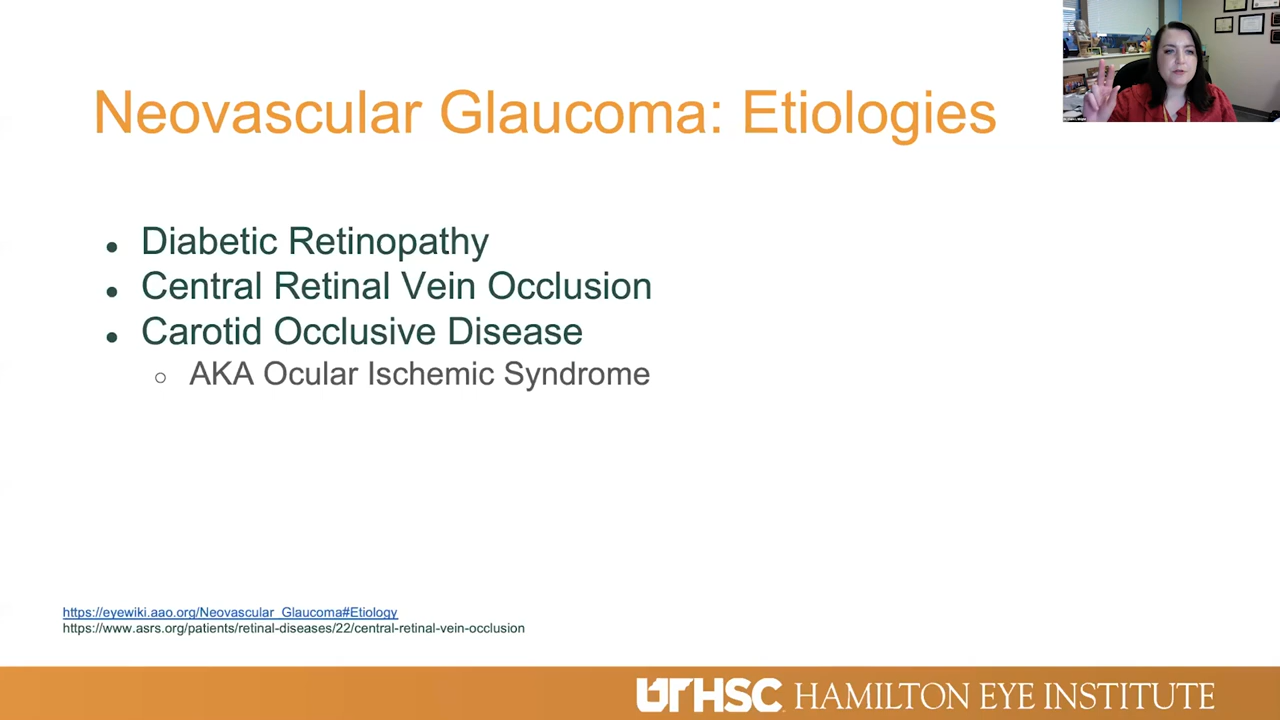 Neovascular Glaucoma: Etiologies
Diabetic Retinopathy
Central Retinal Vein Occlusion
Carotid Occlusive Disease
AKA Ocular Ischemic Syndrome
https://eyewiki.aao.org/Neovascular_Glaucoma#Etiology
https://www.asrs.org/patients/retinal-diseases/22/central-retinal-vein-occlusion
UTHSC HAMILTON EYE INSTITUTE